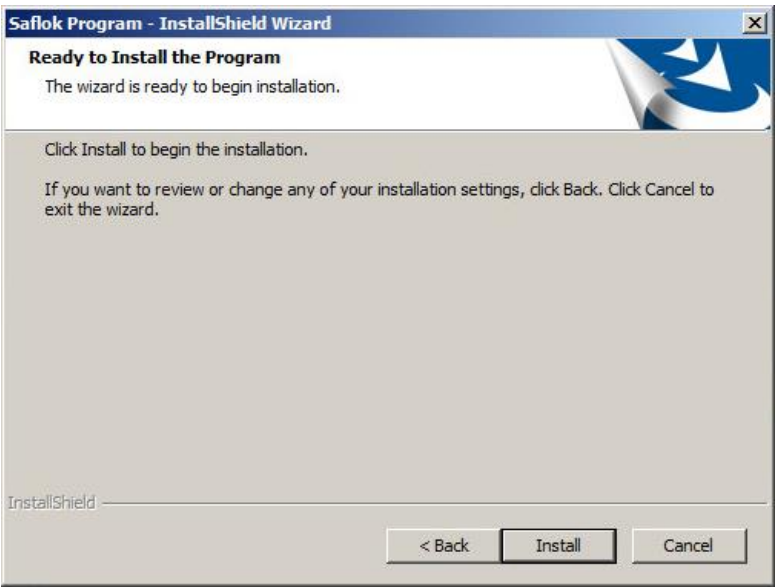 Saflok Program - InstallShield Wizard
Ready to Install the Program
The wizard is ready to begin installation.
Click Install to begin the installation.
If you want to review or change any of your installation settings, click Back. Click Cancel to
exit the wizard.
InstallShield
< Back
Install
Cancel